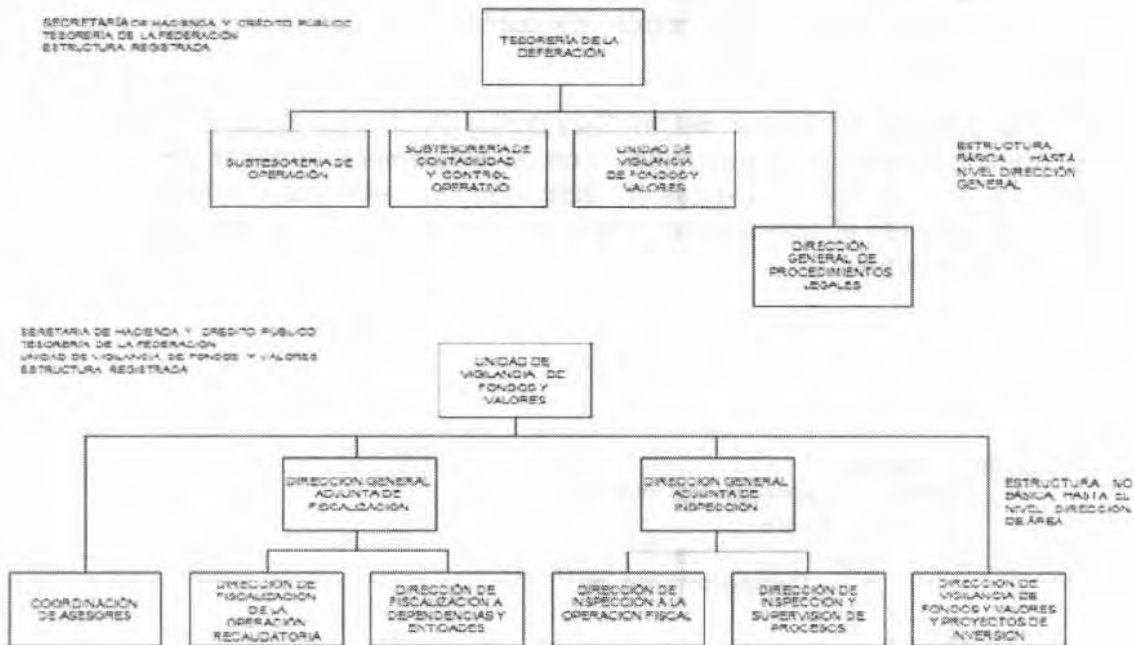 SECRETARÍA DE HACIENDA Y CRÉDITO PÚBLICO
TESORERÍA DE LA FEDERACIÓN
ESTRUCTURA REGISTRADA
TESORERÍA DE LA
DEFERACIÓN
SUBTESORERÍA DE
OPERACIÓN
SUBTESORERÍA DE
CONTABILIDAD
Y CONTROL
OPERATIVO
UNIDAD DE
VIGILANCIA
DE FONDOS Y
VALORES
ESTRUCTURA
BÁSICA HASTA
NIVEL DIRECCIÓN
GENERAL
DIRECCIÓN
GENERAL DE
PROCEDIMIENTOS
LEGALES
SERETARIA DE HACIENDA Y CREDITO PÚBLICO
TESORERÍA DE LA FEDERACIÓN
UNIDAD DE VIGILANCIA DE FONDOS Y VALORES
ESTRUCTURA REGISTRADA
UNIDAD DE
VIGILANCIA DE
FONDOS Y
VALORES
DIRECCION GENERAL
ADJUNTA DE
FISCALIZACIÓN
DIRECCIÓN GENERAL
ADJUNTA DE
INSPECCIÓN
ESTRUCTURA NO
BÁSICA, HASTA EL
NIVEL DIRECCIÓN
DE ÁREA
COORDINACIÓN
DE ASESORES
DIRECCIÓN DE
FISCALIZACIÓN
DE LA
OPERACIÓN
RECAUDATORIA
DIRECCIÓN DE
FISCALIZACIÓN A
DEPENDENCIAS Y
ENTIDADES
DIRECCIÓN DE
INSPECCIÓN A LA
OPERACIÓN FISCAL
DIRECCIÓN DE
INSPECCIÓN Y
SUPERVISIÓN DE
PROCESOS
DIRECCIÓN DE
VIGILANCIA DE
FONDOS Y VALORES
Y PROYECTOS DE
INVERSIÓN